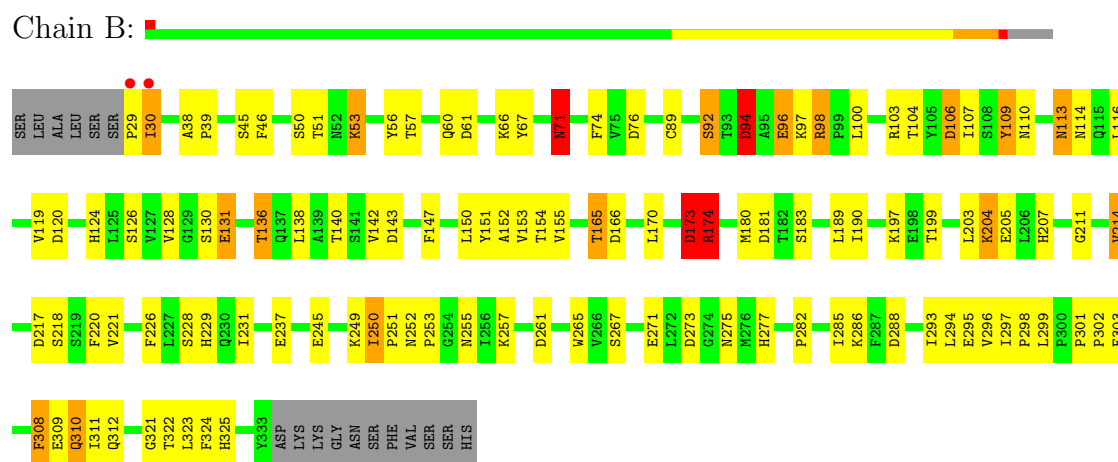 Chain B:
SER LEU ALA LEU SER SER P29 I30 A38 P39 S45 F46 S50 T51 N52 K53 Y56 T57 Q60 D61 K66 Y67 N71 F74 V75 D76 C89 S92 T93 D94 A95 E96 K97 R98 P99 L100 R103 T104 Y105 D106 I107 S108 Y109 N110 N113 N114 Q115 L116
V119 D120 H124 L125 S126 V127 V128 G129 S130 E131 T136 Q137 L138 A139 T140 S141 V142 D143 F147 L150 Y151 A152 V153 T154 V155 T165 D166 L170 D173 R174 M180 D181 T182 S183 L189 I190 K197 E198 T199 L203 K204 E205 L206 H207 G211 V214
D217 S218 S219 F220 V221 F226 L227 S228 H229 Q230 I231 E237 E245 K249 I250 P251 N252 P253 G254 N255 I256 K257 D261 W265 V266 S267 E271 L272 D273 G274 N275 M276 H277 P282 I285 K286 F287 D288 I293 L294 E295 V296 I297 P298 L299 P300 P301 P302
F308 E309 Q310 I311 Q312 G321 T322 L323 F324 H325 Y333 ASP LYS LYS GLY ASN SER PHE VAL SER SER HIS